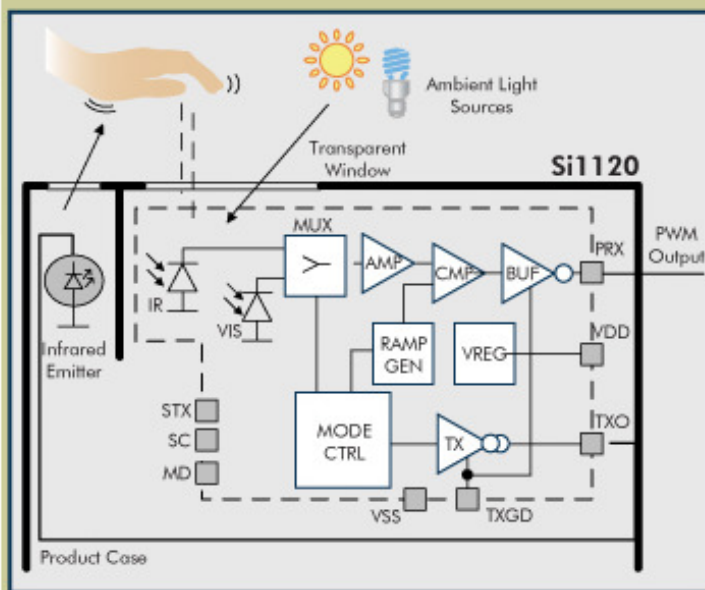 Ambient Light
Sources
Transparent
Window
Si1120
MUX
PRX
PWM
Output
AMP
CMP
BUF
IR
VIS
Infrared
Emitter
RAMP
GEN
VREG
VDD
STX
SC
MD
MODE
CTRL
TX
TXO
VSS
TXGD
Product Case